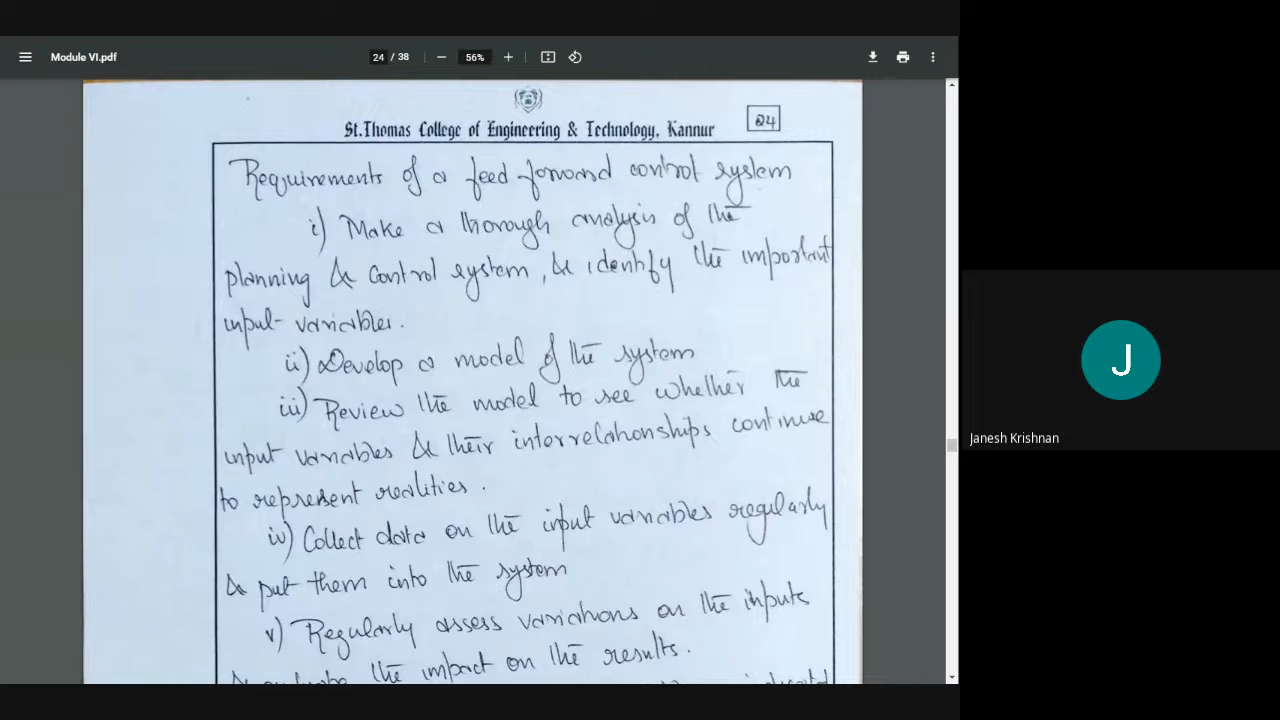 Module VI.pdf
24 / 38
56%
24
St.Thomas College of Engineering & Technology, Kannur
Requirements of a feed forward control system
i) Make a thorough analysis of the
planning & control system, & identify the important
input variables.
ii) Develop a model of the system
iii) Review the model to see whether the
input variables & their interrelationships continue
to represent realities.
iv) Collect data on the input variables regularly
& put them into the system
v) Regularly assess variations on the inputs
& the impact on the results.
J
Janesh Krishnan